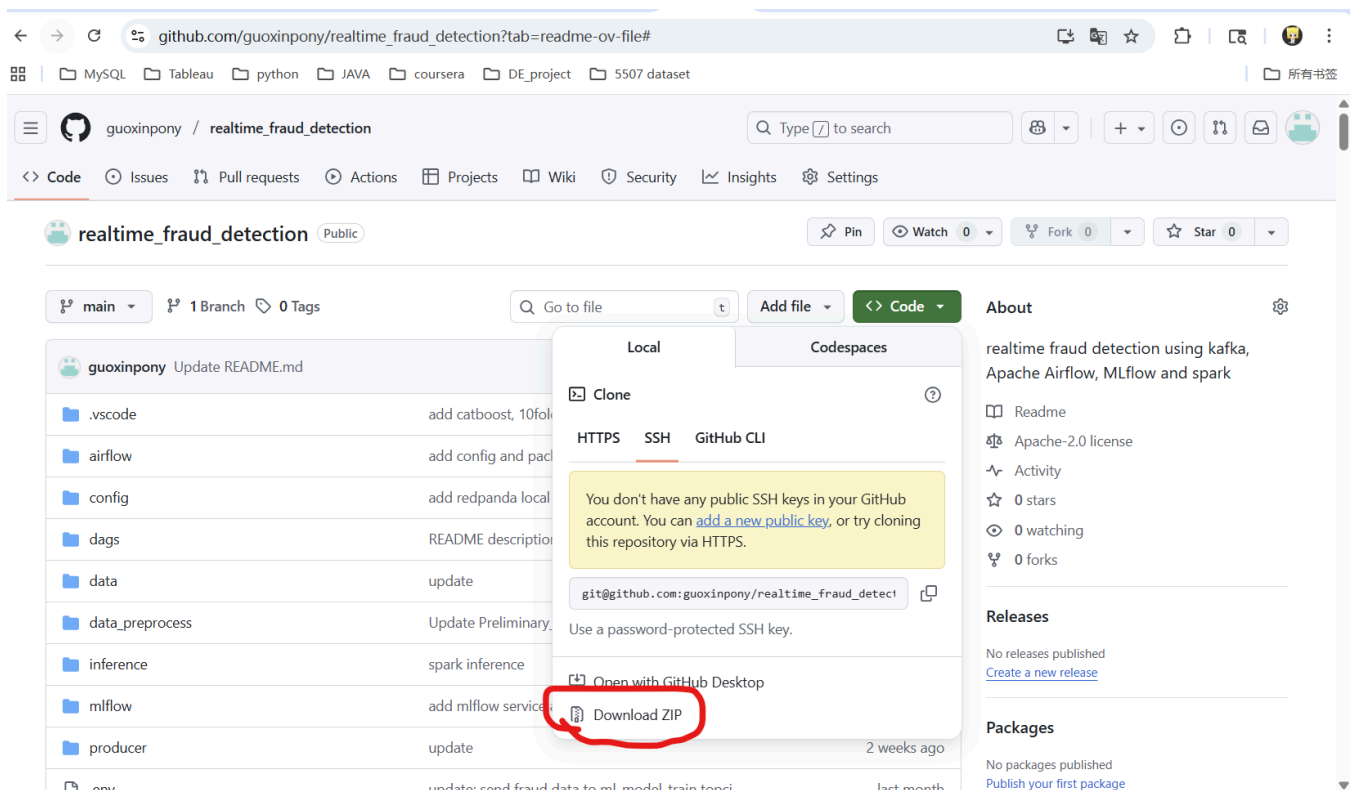 github.com/guoxinpony/realtime_fraud_detection?tab=readme-ov-file#
MySQL Tableau python JAVA coursera DE_project 5507 dataset 所有书签
guoxinpony / realtime_fraud_detection Type / to search
Code Issues Pull requests Actions Projects Wiki Security Insights Settings
realtime_fraud_detection Public Pin Watch 0 Fork 0 Star 0
main 1 Branch 0 Tags Go to file t Add file Code
guoxinpony Update README.md
.vscode add catboost, 10fol
airflow add config and pac
config add redpanda local
dags README description
data update
data_preprocess Update Preliminary_
inference spark inference
mlflow add mlflow service
producer update 2 weeks ago
.env update: send fraud data to ml-model-train topci last month
Local Codespaces
Clone
HTTPS SSH GitHub CLI
You don't have any public SSH keys in your GitHub
account. You can add a new public key, or try cloning
this repository via HTTPS.
git@github.com:guoxinpony/realtime_fraud_detect
Use a password-protected SSH key.
Open with GitHub Desktop
Download ZIP
About
realtime fraud detection using kafka,
Apache Airflow, MLflow and spark
Readme
Apache-2.0 license
Activity
0 stars
0 watching
0 forks
Releases
No releases published
Create a new release
Packages
No packages published
Publish your first package